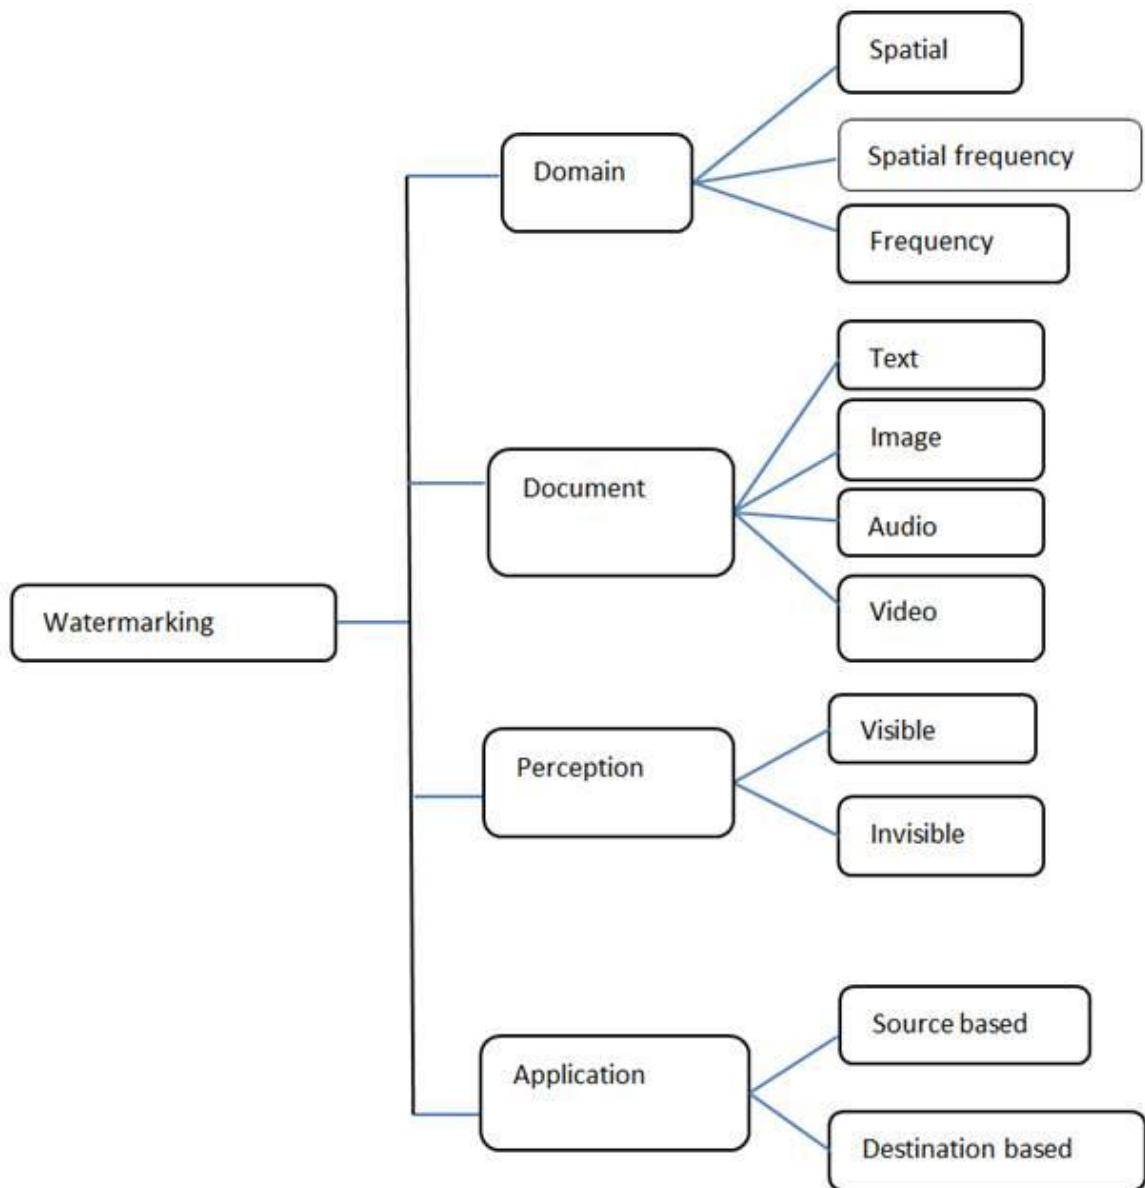 Watermarking
Domain
Spatial
Spatial frequency
Frequency
Document
Text
Image
Audio
Video
Perception
Visible
Invisible
Application
Source based
Destination based